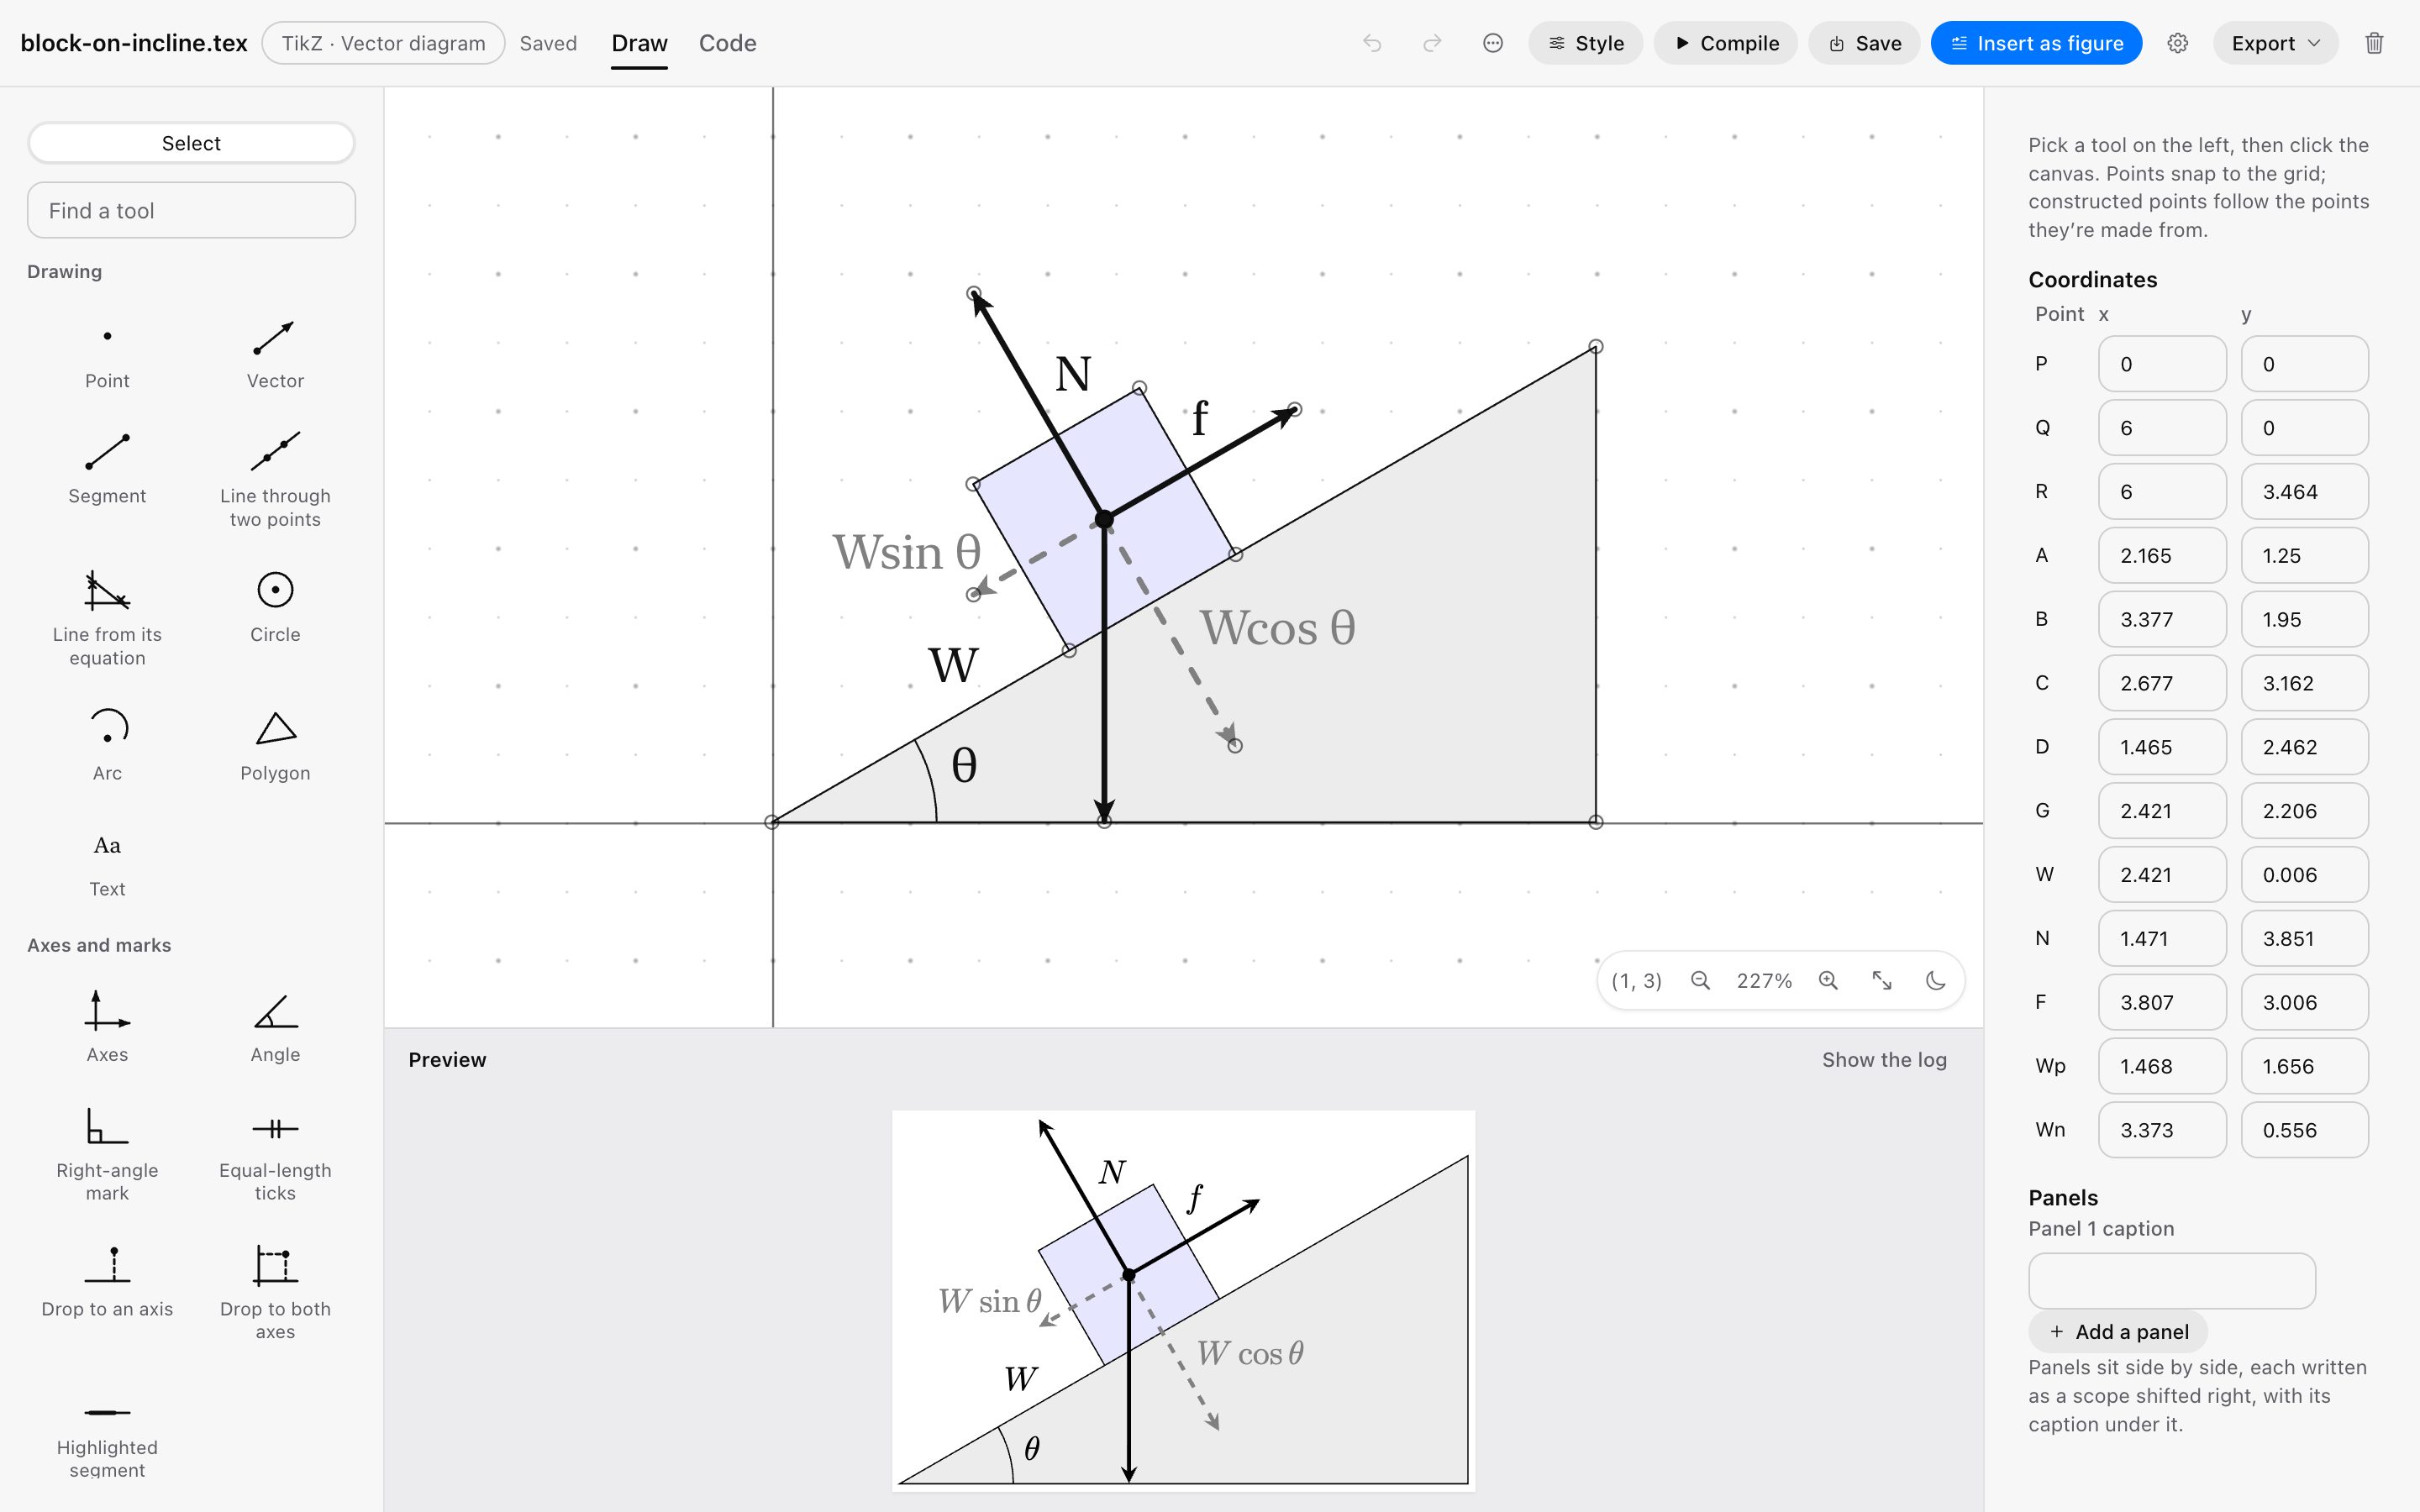 block-on-incline.tex
TikZ · Vector diagram
Saved
Draw
Code
Style
Compile
Save
Insert as figure
Export
Select
Find a tool
Drawing
Point
Vector
Segment
Line through
two points
Line from its
equation
Circle
Arc
Polygon
Aa
Text
Axes and marks
Axes
Angle
Right-angle
mark
Equal-length
ticks
Drop to an axis
Drop to both
axes
Highlighted
segment
N
f
Wsin θ
Wcos θ
W
θ
(1, 3)
227%
Preview
Show the log
N
f
W sin θ
W cos θ
W
θ
Pick a tool on the left, then click the
canvas. Points snap to the grid;
constructed points follow the points
they’re made from.
Coordinates
Point x y
P 0 0
Q 6 0
R 6 3.464
A 2.165 1.25
B 3.377 1.95
C 2.677 3.162
D 1.465 2.462
G 2.421 2.206
W 2.421 0.006
N 1.471 3.851
F 3.807 3.006
Wp 1.468 1.656
Wn 3.373 0.556
Panels
Panel 1 caption
+ Add a panel
Panels sit side by side, each written
as a scope shifted right, with its
caption under it.